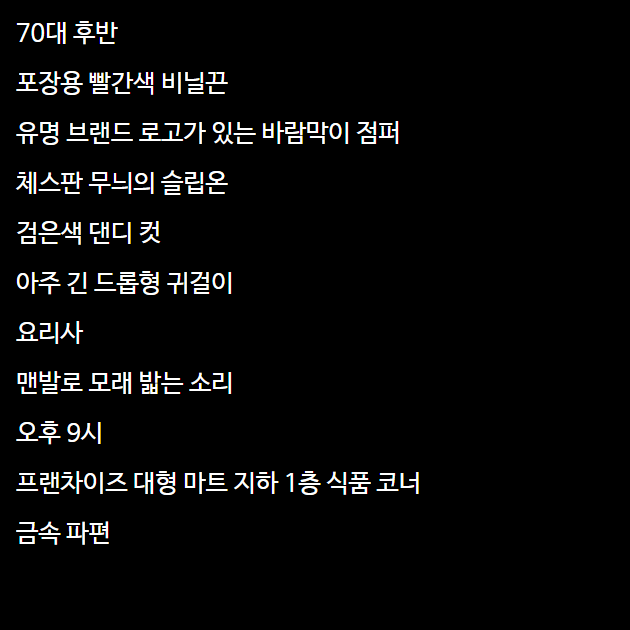 70대 후반
포장용 빨간색 비닐끈
유명 브랜드 로고가 있는 바람막이 점퍼
체스판 무늬의 슬립온
검은색 댄디 컷
아주 긴 드롭형 귀걸이
요리사
맨발로 모래 밟는 소리
오후 9시
프랜차이즈 대형 마트 지하 1층 식품 코너
금속 파편